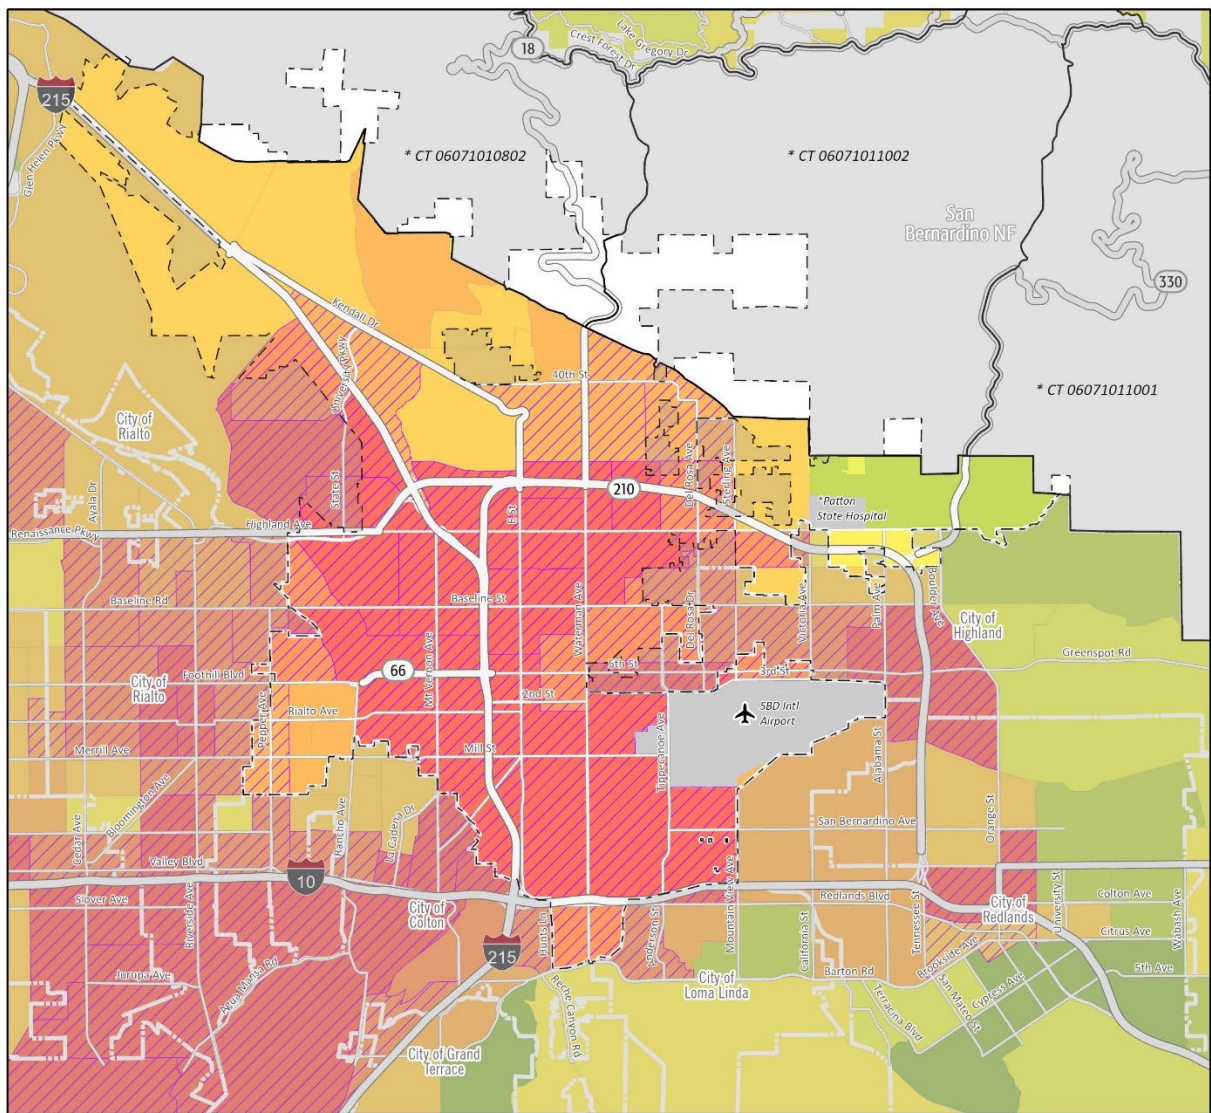 18
Lake Gregory Dr
Crest Forest Dr
215
Glen Helen Pkwy
* CT 06071010802
* CT 06071011002
San
Bernardino NF
330
Kendall Dr
University Pkwy
40th St
* CT 06071011001
City of
Rialto
Ayala Dr
State St
E St
210
Del Rosa Ave
Sterling Ave
*Patton
State Hospital
Renaissance Pkwy
Highland Ave
Baseline Rd
Baseline St
Waterman Ave
Del Rosa Dr
Victoria Ave
Palm Ave
Boulder Ave
City of
Highland
Greenspot Rd
City of
Rialto
Foothill Blvd
Pepper Ave
66
Mt Vernon Ave
5th St
3rd St
2nd St
Rialto Ave
SBD Intl
Airport
Merrill Ave
Mill St
Tippecanoe Ave
Alabama St
Bloomington Ave
Cedar Ave
Rancho Ave
La Cadena Dr
San Bernardino Ave
Orange St
Valley Blvd
10
Slover Ave
Riverside Ave
City of
Colton
Hunts Ln
Anderson St
Mountain View Ave
Redlands Blvd
California St
Tennessee St
City of
Redlands
University St
Colton Ave
Wabash Ave
Citrus Ave
215
Jurupa Ave
Agua Mansa Rd
Reche Canyon Rd
City of
Loma Linda
Barton Rd
Brookside Ave
5th Ave
Cypress Ave
San Mateo St
Terracina Blvd
City of Grand
Terrace